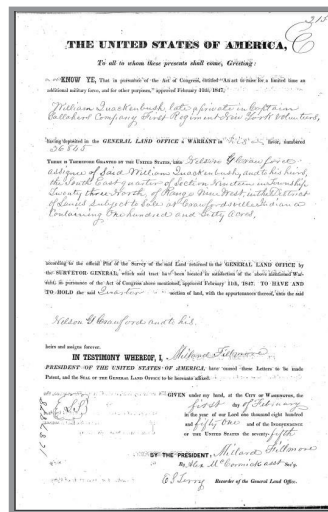 215
THE UNITED STATES OF AMERICA,
To all to whom these presents shall come, Greeting:
KNOW YE, That in pursuance of the Act of Congress, entitled "An act to raise for a limited time an
additional military force, and for other purposes," approved February 11th, 1847,
William Quackenbush, late a private in Captain
Company First Regiment New York Volunteers,
having deposited in the GENERAL LAND OFFICE a WARRANT in his favor, numbered
36865
THERE IS THEREFORE GRANTED BY THE UNITED STATES, unto
assignee of Said William Quackenbush, and to his heirs,
the South East quarter of Section Nineteen in Township
Twenty three North, of Range Nine West, in the District
of Lands subject to Sale at Crawfordsville Indiana
Containing One hundred and Sixty Acres,
according to the official Plat of the Survey of the said Land returned to the GENERAL LAND OFFICE by
the SURVEYOR GENERAL, which said tract has been located in satisfaction of the above mentioned War-
rant, in pursuance of the Act of Congress above mentioned, approved February 11th, 1847. TO HAVE AND
TO HOLD the said Quarter section of land, with the appurtenances thereof, unto the said
and to his
heirs and assigns forever.
IN TESTIMONY WHEREOF, I, Millard Fillmore
PRESIDENT OF THE UNITED STATES OF AMERICA, have caused these Letters to be made
Patent, and the SEAL OF THE GENERAL LAND OFFICE to be hereunto affixed.
GIVEN under my hand, at the CITY OF WASHINGTON, the
first day of February
in the year of our Lord one thousand eight hundred
and fifty One and of the INDEPENDENCE
OF THE UNITED STATES the seventy fifth
BY THE PRESIDENT, Millard Fillmore
By Alex McCormick asst Sec'y.
E S Terry Recorder of the General Land Office.